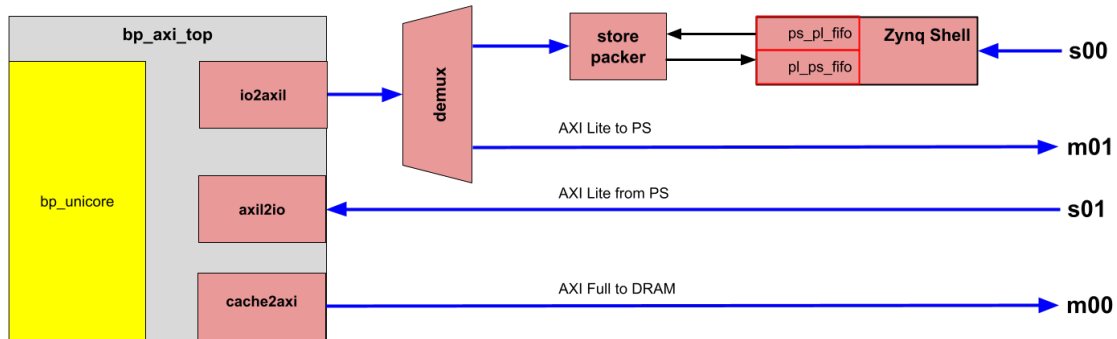 bp_axi_top
bp_unicore
io2axil
demux
store
packer
ps_pl_fifo
pl_ps_fifo
Zynq Shell
s00
AXI Lite to PS
m01
axil2io
AXI Lite from PS
s01
cache2axi
AXI Full to DRAM
m00